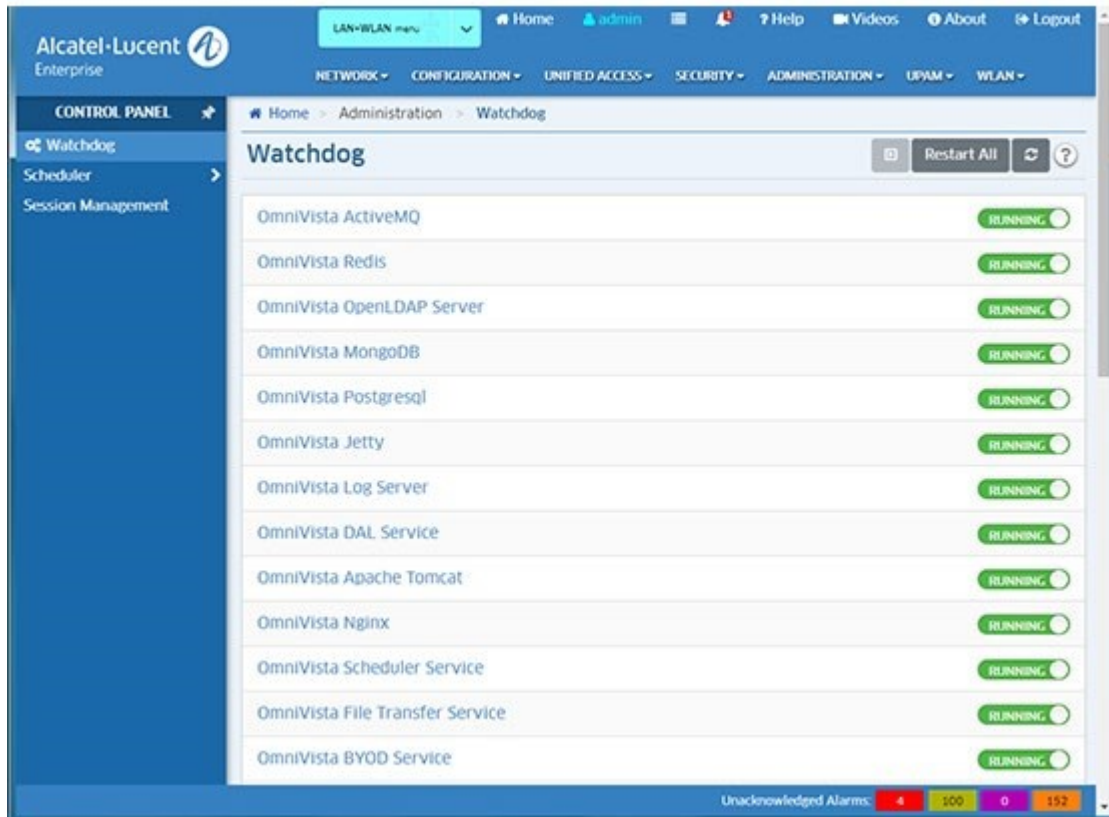 Alcatel·Lucent
Enterprise
LAN+WLAN menu
Home admin ? Help Videos About Logout
NETWORK CONFIGURATION UNIFIED ACCESS SECURITY ADMINISTRATION UPAM WLAN
CONTROL PANEL
Watchdog
Scheduler
Session Management
Home > Administration > Watchdog
Watchdog
Restart All ?
OmniVista ActiveMQ RUNNING
OmniVista Redis RUNNING
OmniVista OpenLDAP Server RUNNING
OmniVista MongoDB RUNNING
OmniVista Postgresql RUNNING
OmniVista Jetty RUNNING
OmniVista Log Server RUNNING
OmniVista DAL Service RUNNING
OmniVista Apache Tomcat RUNNING
OmniVista Nginx RUNNING
OmniVista Scheduler Service RUNNING
OmniVista File Transfer Service RUNNING
OmniVista BYOD Service RUNNING
Unacknowledged Alarms: 4 100 0 152